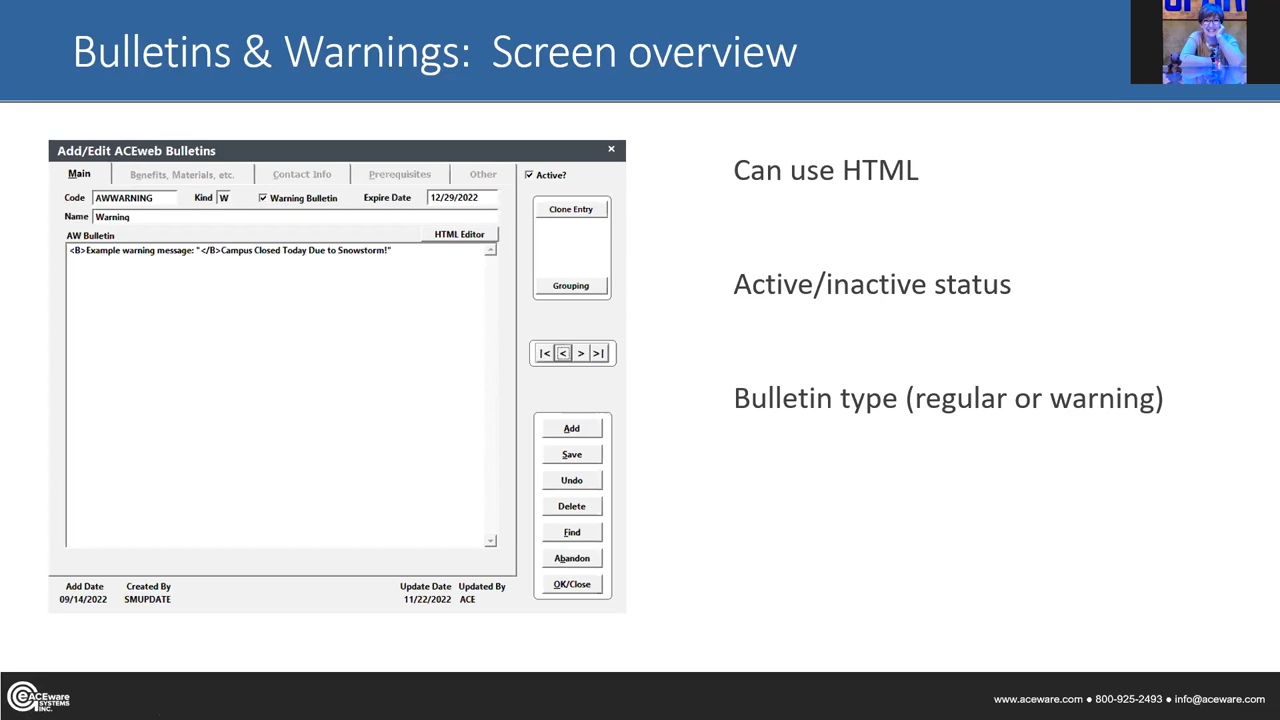 Bulletins & Warnings: Screen overview
Add/Edit ACEweb Bulletins
Main Benefits, Materials, etc. Contact Info Prerequisites Other Active?
Code AWWARNING Kind W Warning Bulletin Expire Date 12/29/2022
Name Warning
AW Bulletin HTML Editor
<B>Example warning message: "</B>Campus Closed Today Due to Snowstorm!"
Clone Entry
Grouping
|< < > >|
Add
Save
Undo
Delete
Find
Abandon
OK/Close
Add Date Created By Update Date Updated By
09/14/2022 SMUPDATE 11/22/2022 ACE
Can use HTML
Active/inactive status
Bulletin type (regular or warning)
ACEware
SYSTEMS
INC.
www.aceware.com ● 800-925-2493 ● info@aceware.com